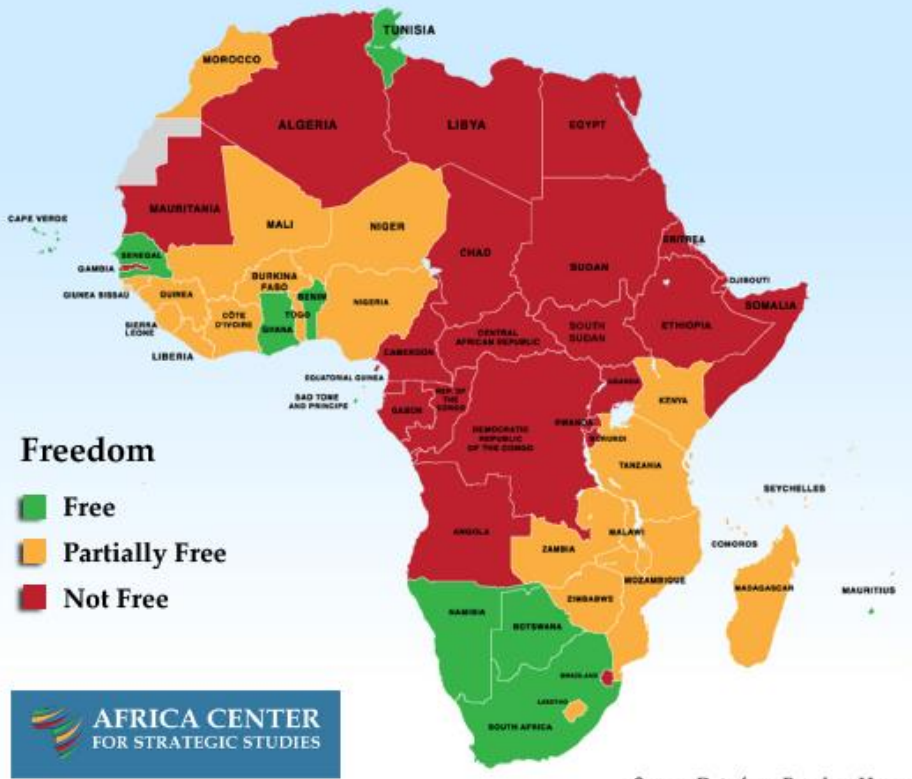 TUNISIA
MOROCCO
ALGERIA
LIBYA
EGYPT
MAURITANIA
MALI
NIGER
CHAD
SUDAN
ERITREA
CAPE VERDE
SENEGAL
GAMBIA
GIUNEA BISSAU
GUINEA
BURKINA
FASO
BENIN
NIGERIA
DJIBOUTI
SOMALIA
SIERRA
LEONE
CÔTE
D'IVOIRE
GHANA
TOGO
LIBERIA
CAMEROON
CENTRAL
AFRICAN REPUBLIC
SOUTH
SUDAN
ETHIOPIA
EQUATORIAL GUINEA
SAO TOME
AND PRINCIPE
GABON
REP. OF
THE
CONGO
DEMOCRATIC
REPUBLIC
OF THE CONGO
UGANDA
KENYA
RWANDA
BURUNDI
TANZANIA
SEYCHELLES
COMOROS
ANGOLA
ZAMBIA
MALAWI
MOZAMBIQUE
MADAGASCAR
MAURITIUS
ZIMBABWE
NAMIBIA
BOTSWANA
LESOTHO
SOUTH AFRICA
Freedom
Free
Partially Free
Not Free
AFRICA CENTER
FOR STRATEGIC STUDIES